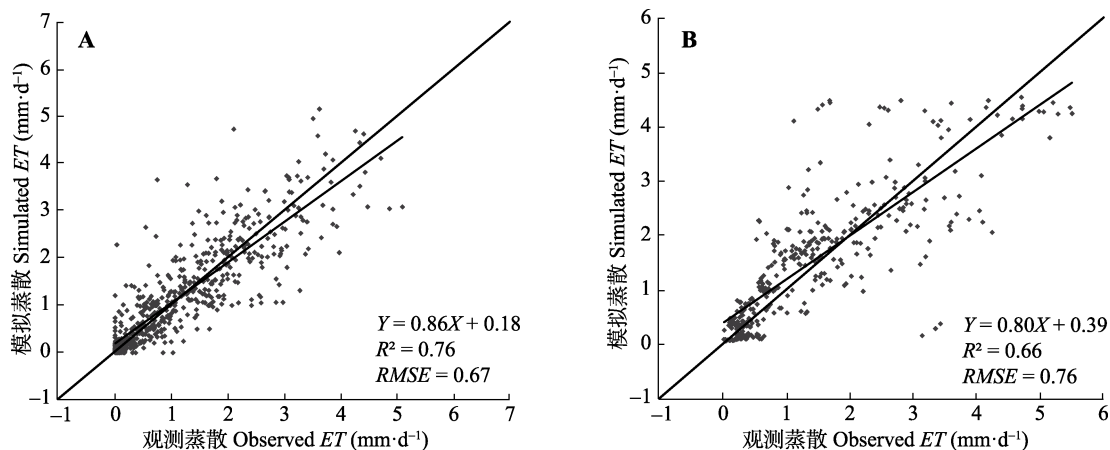 A
模拟蒸散 Simulated ET (mm·d⁻¹)
7
6
5
4
3
2
1
0
−1
Y = 0.86X + 0.18
R² = 0.76
RMSE = 0.67
−1 0 1 2 3 4 5 6 7
观测蒸散 Observed ET (mm·d⁻¹)
B
模拟蒸散 Simulated ET (mm·d⁻¹)
6
5
4
3
2
1
0
−1
Y = 0.80X + 0.39
R² = 0.66
RMSE = 0.76
−1 0 1 2 3 4 5 6
观测蒸散 Observed ET (mm·d⁻¹)